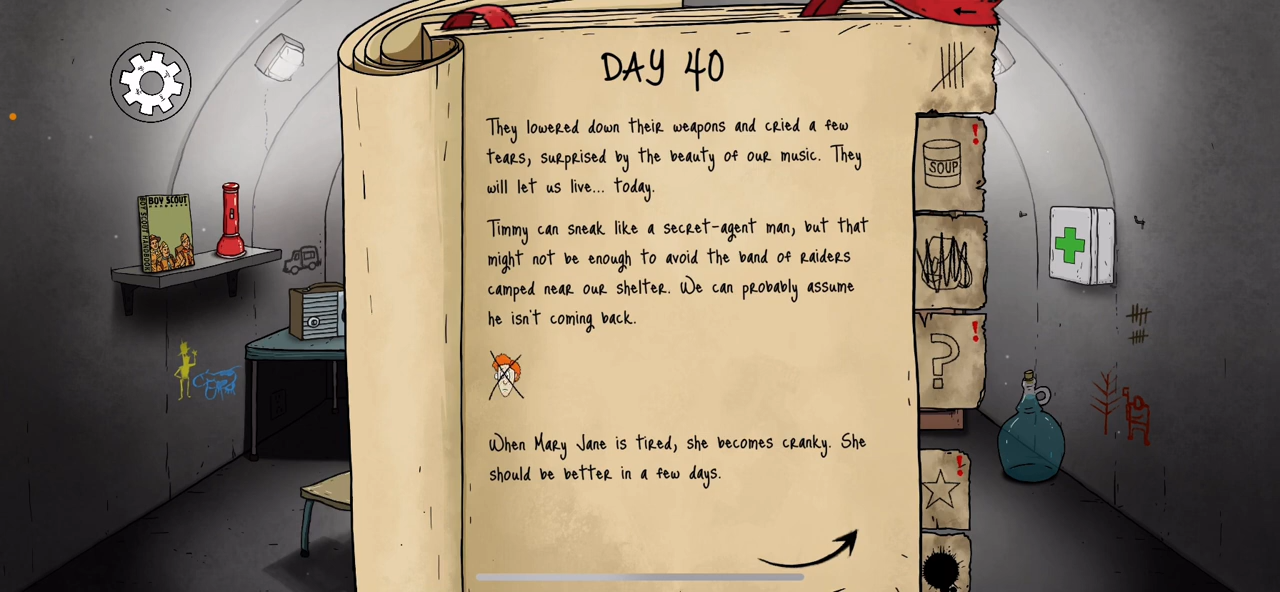 DAY 40
They lowered down their weapons and cried a few
tears, surprised by the beauty of our music. They
will let us live... today.
Timmy can sneak like a secret-agent man, but that
might not be enough to avoid the band of raiders
camped near our shelter. We can probably assume
he isn't coming back.
When Mary Jane is tired, she becomes cranky. She
should be better in a few days.
SOUP
!
?
!
!
BOY SCOUT
BOY SCOUT HANDBOOK